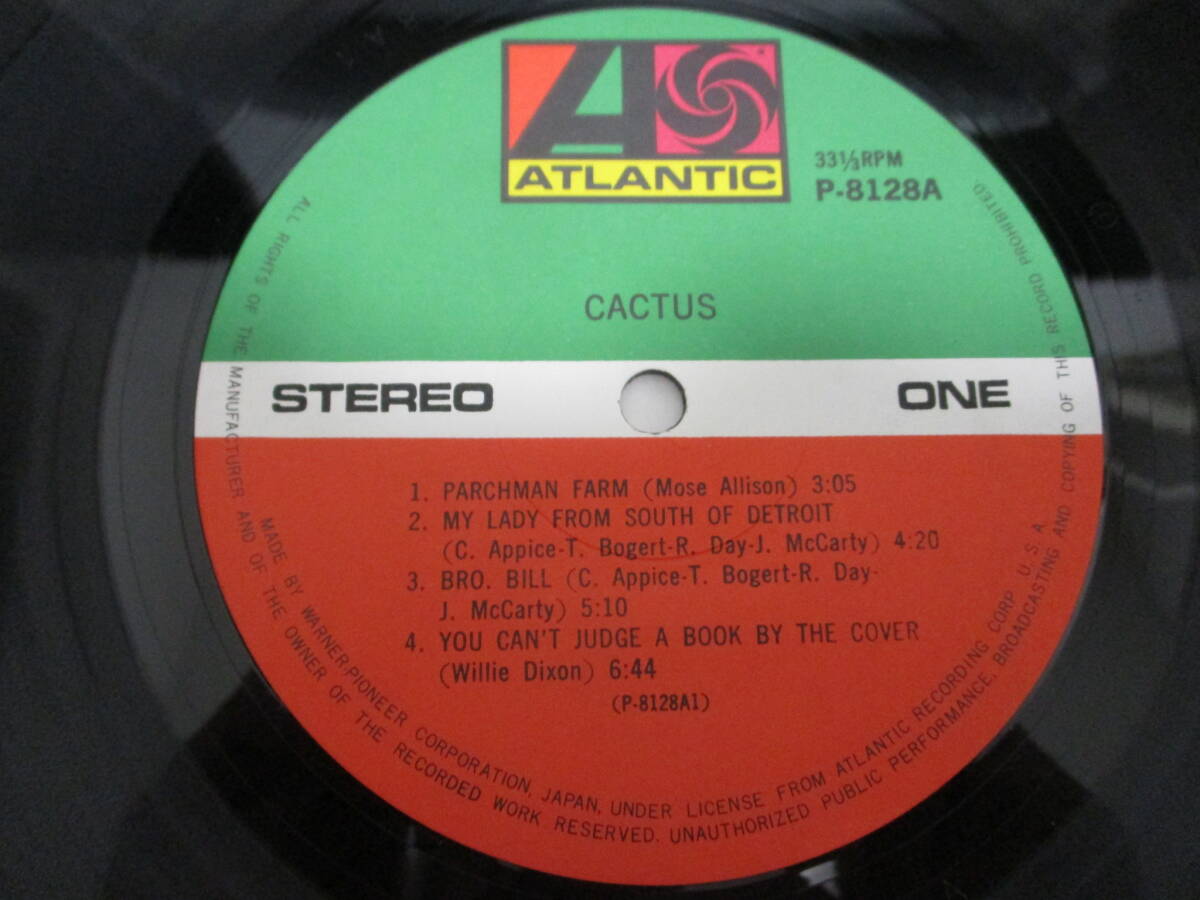 ATLANTIC
33⅓RPM
P-8128A
CACTUS
STEREO
ONE
1. PARCHMAN FARM (Mose Allison) 3:05
2. MY LADY FROM SOUTH OF DETROIT
(C. Appice-T. Bogert-R. Day-J. McCarty) 4:20
3. BRO. BILL (C. Appice-T. Bogert-R. Day-
J. McCarty) 5:10
4. YOU CAN'T JUDGE A BOOK BY THE COVER
(Willie Dixon) 6:44
(P-8128A1)
MADE BY WARNER-PIONEER CORPORATION, JAPAN, UNDER LICENSE FROM ATLANTIC RECORDING CORP. U.S.A.
ALL RIGHTS OF THE MANUFACTURER AND OF THE OWNER OF THE RECORDED WORK RESERVED. UNAUTHORIZED PUBLIC PERFORMANCE, BROADCASTING AND COPYING OF THIS RECORD PROHIBITED.